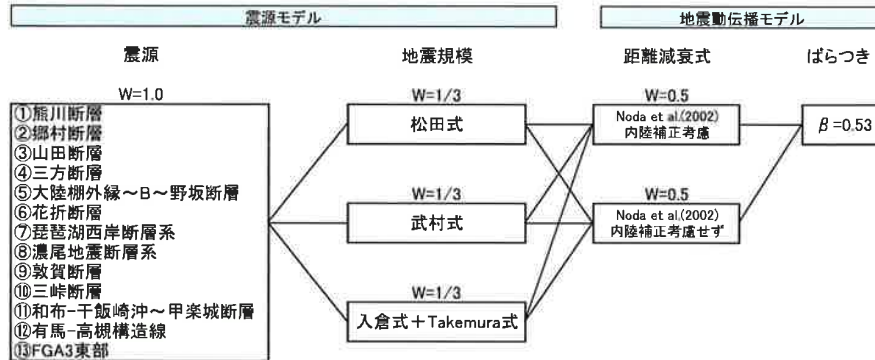 震源モデル
地震動伝播モデル
震源
地震規模
距離減衰式
ばらつき
W=1.0
①熊川断層
②郷村断層
③山田断層
④三方断層
⑤大陸棚外縁～B～野坂断層
⑥花折断層
⑦琵琶湖西岸断層系
⑧濃尾地震断層系
⑨敦賀断層
⑩三峠断層
⑪和布-干飯崎沖～甲楽城断層
⑫有馬-高槻構造線
⑬FGA3東部
W=1/3
松田式
W=1/3
武村式
W=1/3
入倉式＋Takemura式
W=0.5
Noda et al.(2002)
内陸補正考慮
W=0.5
Noda et al.(2002)
内陸補正考慮せず
β=0.53